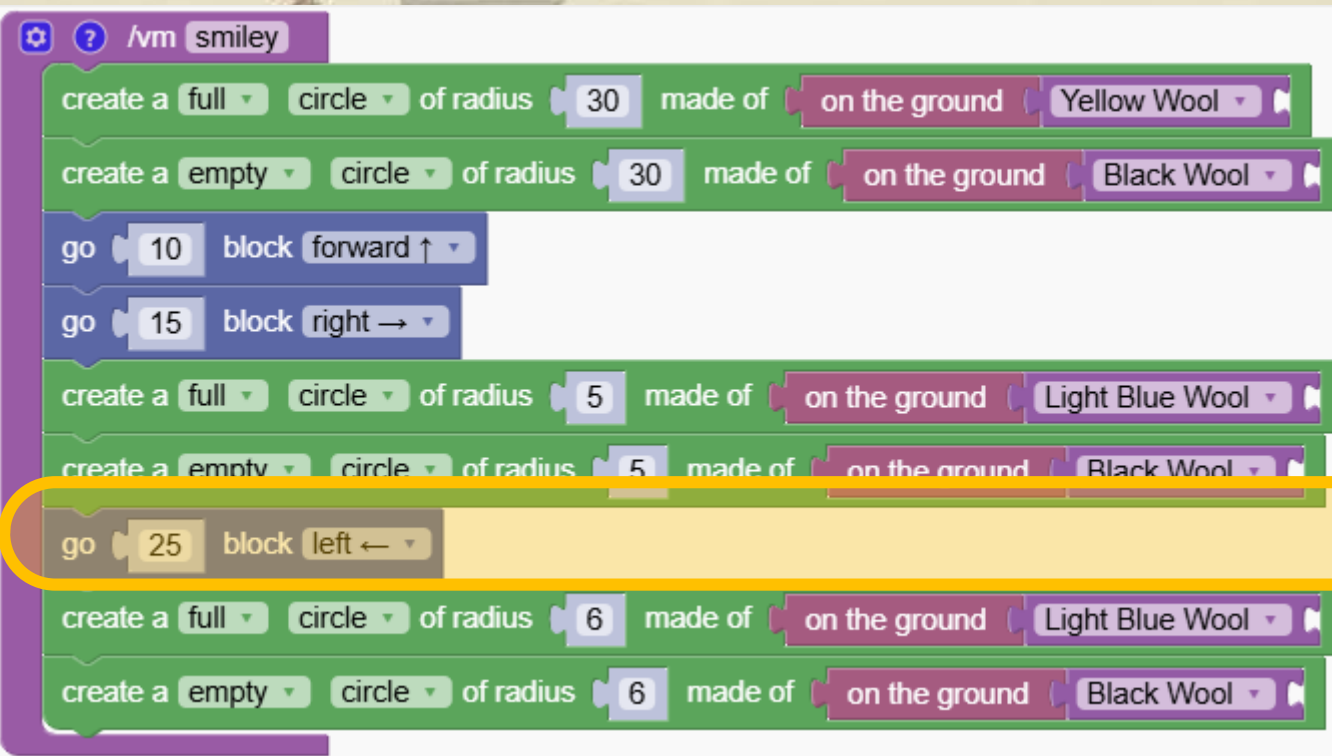 /vm smiley
create a full circle of radius 30 made of on the ground Yellow Wool
create a empty circle of radius 30 made of on the ground Black Wool
go 10 block forward ↑
go 15 block right →
create a full circle of radius 5 made of on the ground Light Blue Wool
create a empty circle of radius 5 made of on the ground Black Wool
go 25 block left ←
create a full circle of radius 6 made of on the ground Light Blue Wool
create a empty circle of radius 6 made of on the ground Black Wool